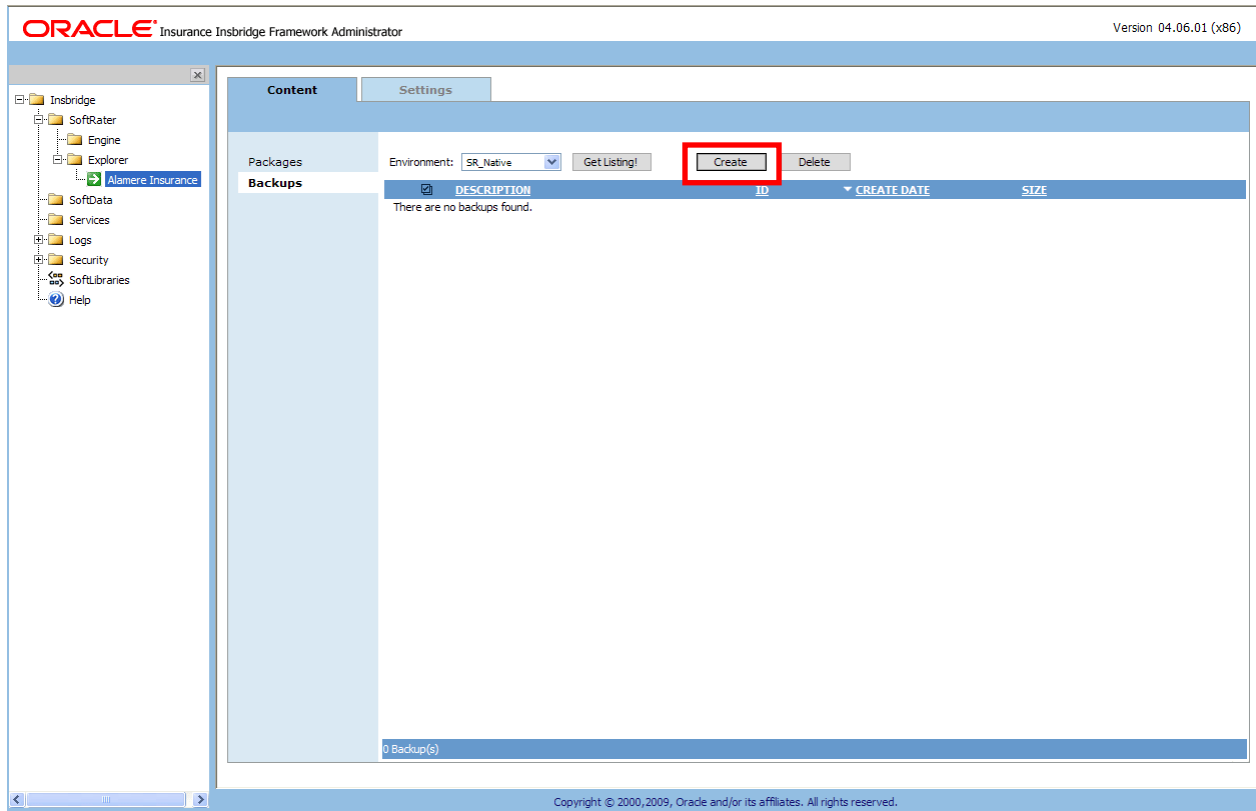 ORACLE® Insurance Insbridge Framework Administrator
Version 04.06.01 (x86)
Insbridge
SoftRater
Engine
Explorer
Alamere Insurance
SoftData
Services
Logs
Security
SoftLibraries
Help
Content Settings
Packages
Backups
Environment: SR_Native Get Listing! Create Delete
DESCRIPTION ID CREATE DATE SIZE
There are no backups found.
0 Backup(s)
Copyright © 2000,2009, Oracle and/or its affiliates. All rights reserved.